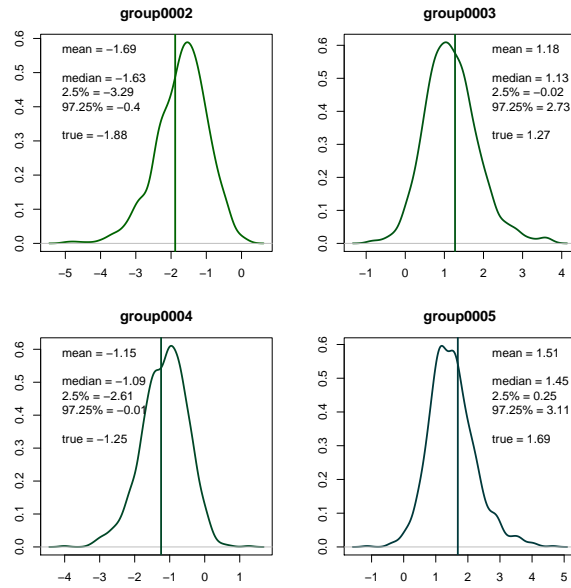 group0002
mean = −1.69
median = −1.63
2.5% = −3.29
97.25% = −0.4
true = −1.88
0.0 0.1 0.2 0.3 0.4 0.5 0.6
−5 −4 −3 −2 −1 0
group0003
mean = 1.18
median = 1.13
2.5% = −0.02
97.25% = 2.73
true = 1.27
0.0 0.1 0.2 0.3 0.4 0.5 0.6
−1 0 1 2 3 4
group0004
mean = −1.15
median = −1.09
2.5% = −2.61
97.25% = −0.01
true = −1.25
0.0 0.1 0.2 0.3 0.4 0.5 0.6
−4 −3 −2 −1 0 1
group0005
mean = 1.51
median = 1.45
2.5% = 0.25
97.25% = 3.11
true = 1.69
0.0 0.1 0.2 0.3 0.4 0.5 0.6
−1 0 1 2 3 4 5